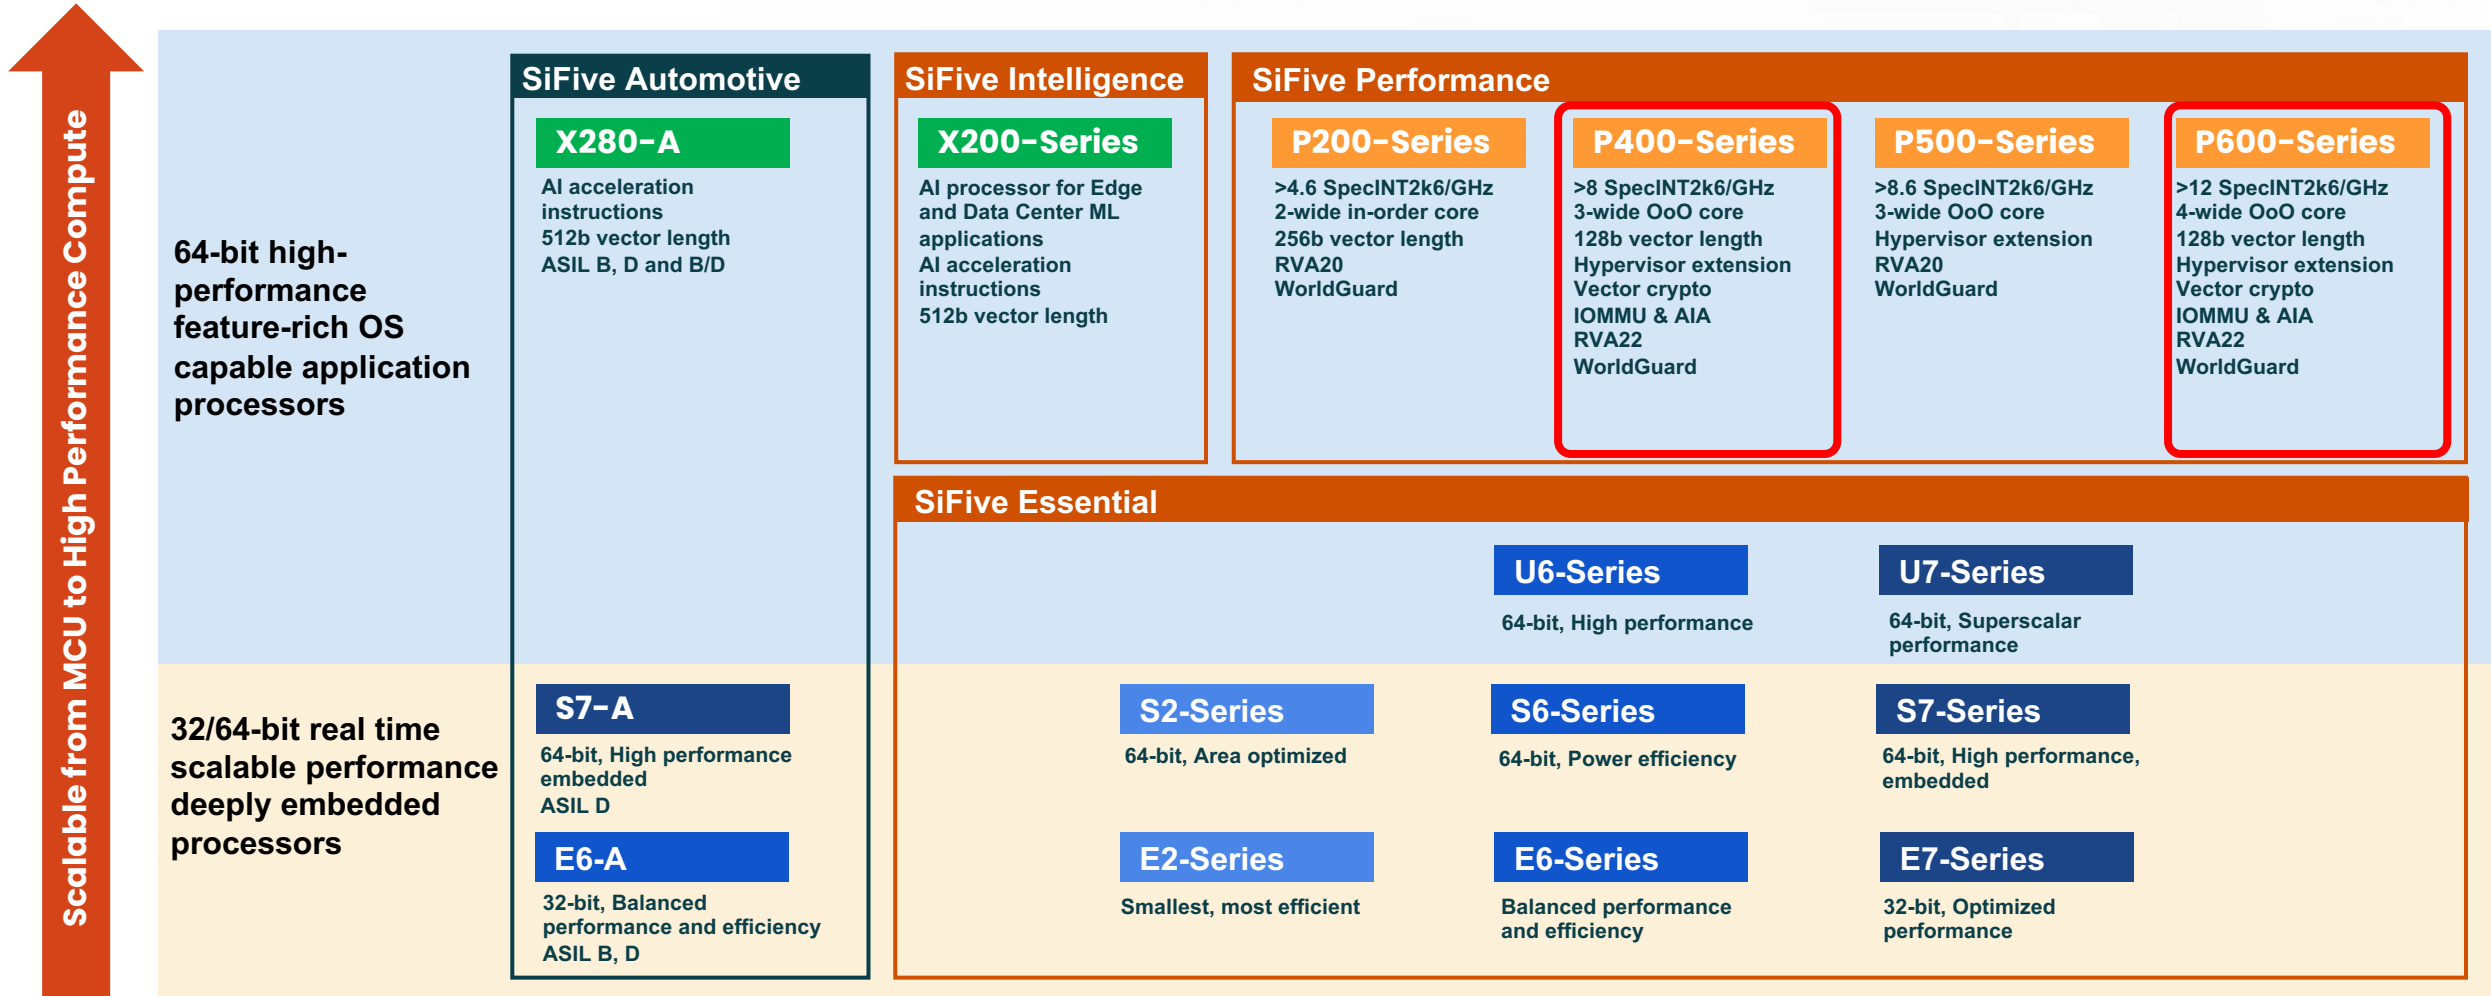 Scalable from MCU to High Performance Compute
64-bit high-
performance
feature-rich OS
capable application
processors
32/64-bit real time
scalable performance
deeply embedded
processors
SiFive Automotive
X280-A
AI acceleration
instructions
512b vector length
ASIL B, D and B/D
S7-A
64-bit, High performance
embedded
ASIL D
E6-A
32-bit, Balanced
performance and efficiency
ASIL B, D
SiFive Intelligence
X200-Series
AI processor for Edge
and Data Center ML
applications
AI acceleration
instructions
512b vector length
SiFive Performance
P200-Series
>4.6 SpecINT2k6/GHz
2-wide in-order core
256b vector length
RVA20
WorldGuard
P400-Series
>8 SpecINT2k6/GHz
3-wide OoO core
128b vector length
Hypervisor extension
Vector crypto
IOMMU & AIA
RVA22
WorldGuard
P500-Series
>8.6 SpecINT2k6/GHz
3-wide OoO core
Hypervisor extension
RVA20
WorldGuard
P600-Series
>12 SpecINT2k6/GHz
4-wide OoO core
128b vector length
Hypervisor extension
Vector crypto
IOMMU & AIA
RVA22
WorldGuard
SiFive Essential
U6-Series
64-bit, High performance
U7-Series
64-bit, Superscalar
performance
S2-Series
64-bit, Area optimized
S6-Series
64-bit, Power efficiency
S7-Series
64-bit, High performance,
embedded
E2-Series
Smallest, most efficient
E6-Series
Balanced performance
and efficiency
E7-Series
32-bit, Optimized
performance